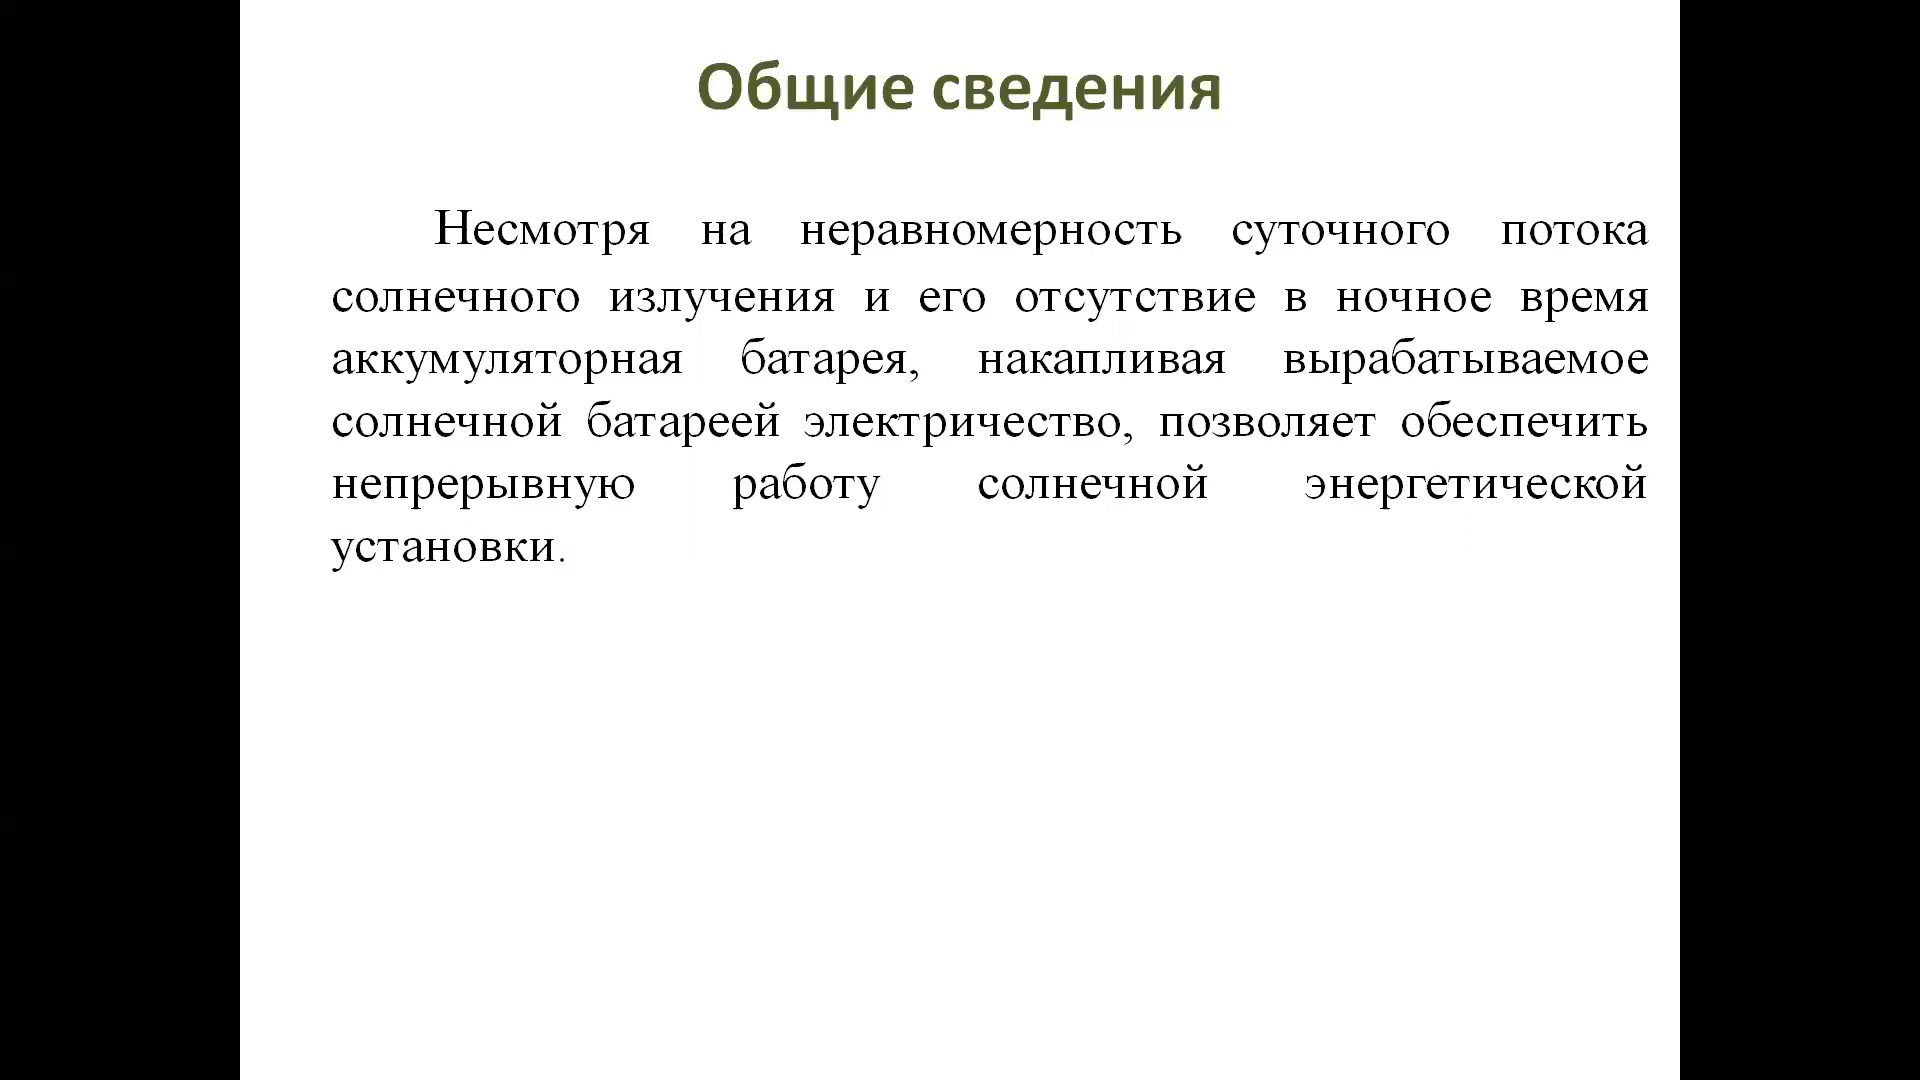 Общие сведения
Несмотря на неравномерность суточного потока
солнечного излучения и его отсутствие в ночное время
аккумуляторная батарея, накапливая вырабатываемое
солнечной батареей электричество, позволяет обеспечить
непрерывную работу солнечной энергетической
установки.